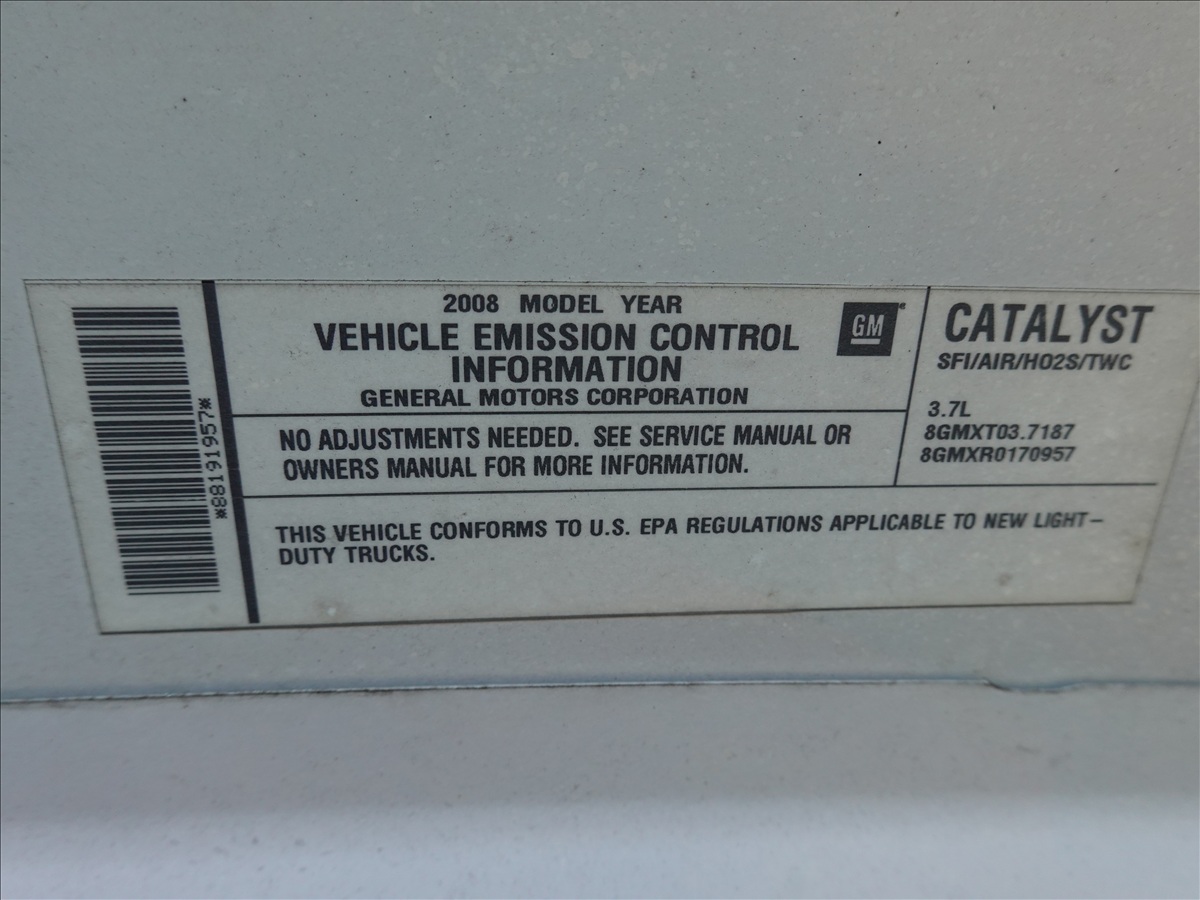 *88191957*
2008 MODEL YEAR
VEHICLE EMISSION CONTROL
INFORMATION
GENERAL MOTORS CORPORATION
GM
NO ADJUSTMENTS NEEDED. SEE SERVICE MANUAL OR
OWNERS MANUAL FOR MORE INFORMATION.
CATALYST
SFI/AIR/HO2S/TWC
3.7L
8GMXT03.7187
8GMXR0170957
THIS VEHICLE CONFORMS TO U.S. EPA REGULATIONS APPLICABLE TO NEW LIGHT-
DUTY TRUCKS.